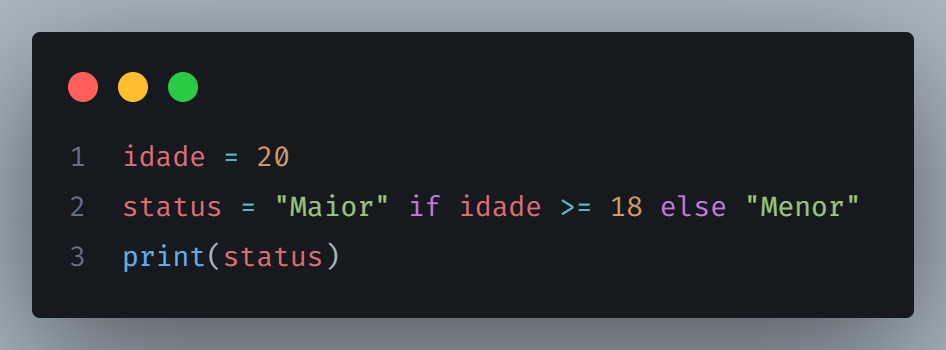 1 idade = 20
2 status = "Maior" if idade >= 18 else "Menor"
3 print(status)